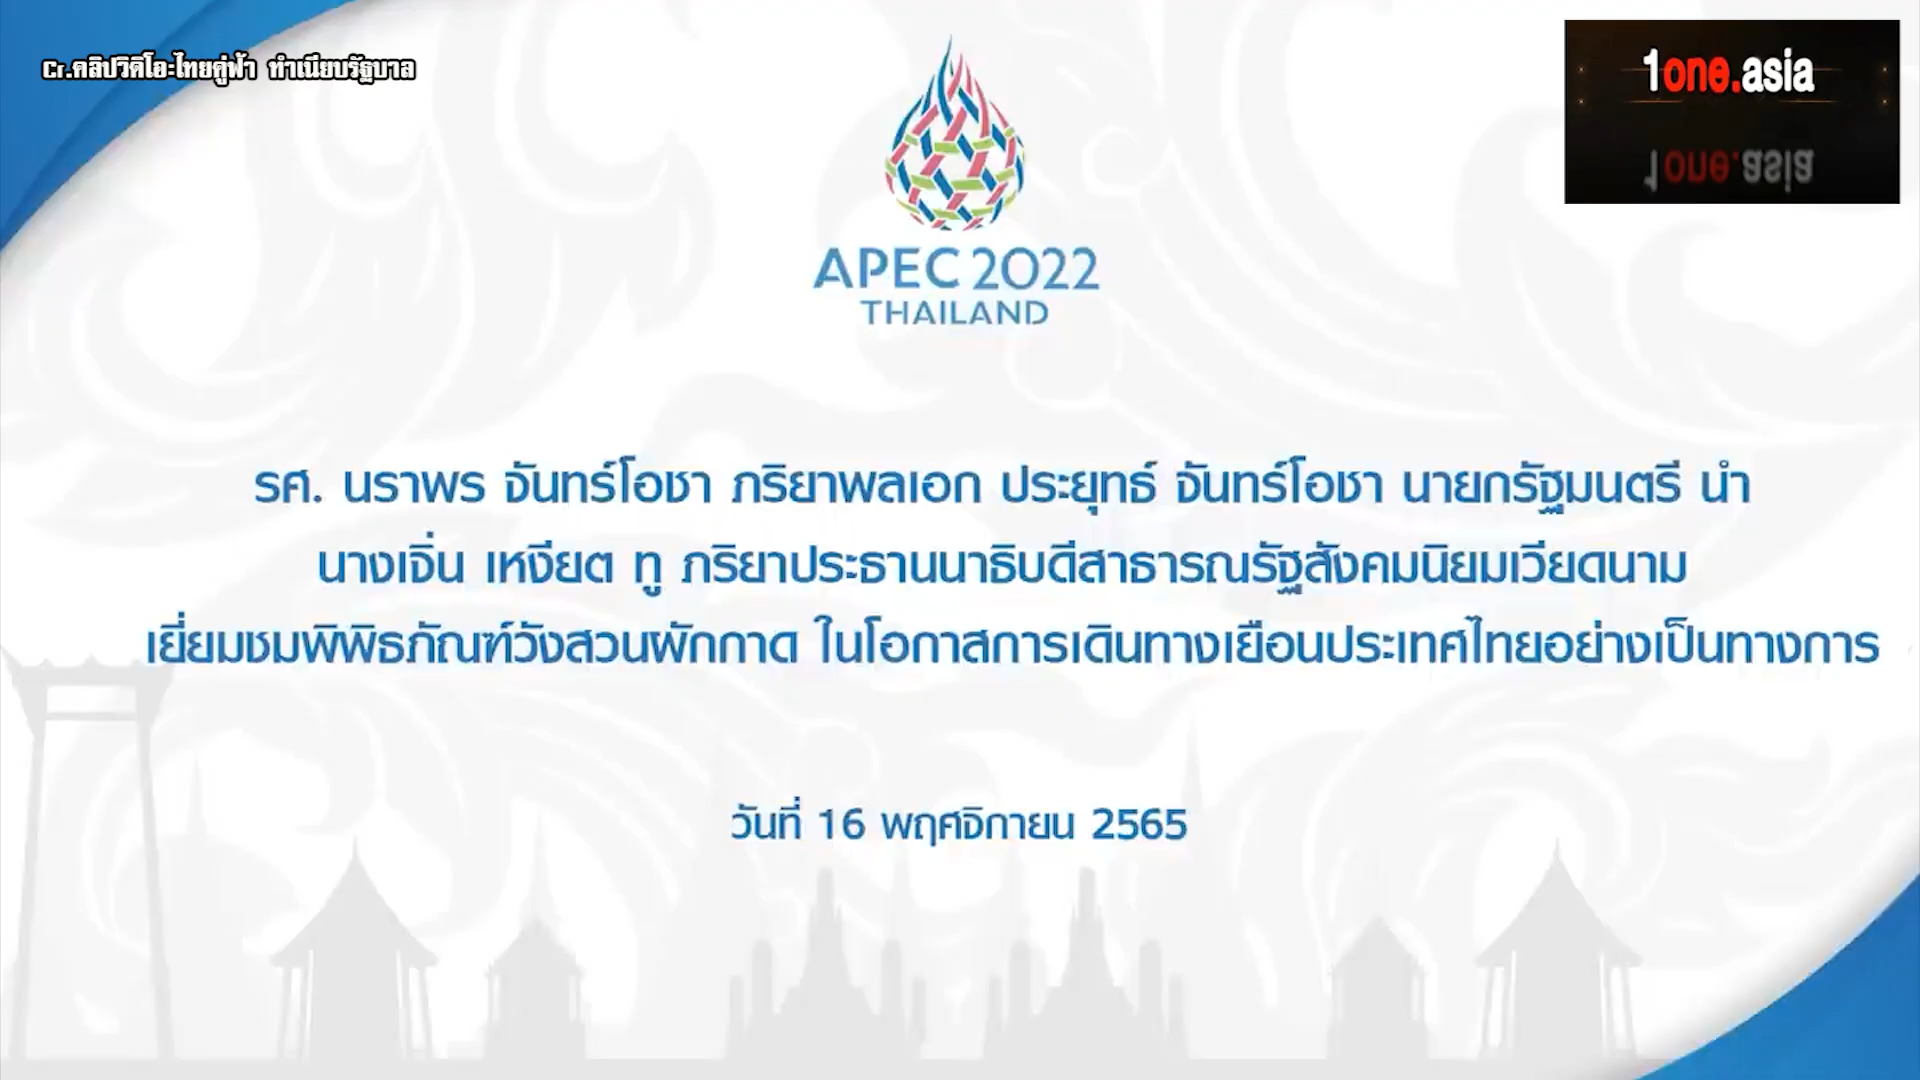 Cr.คลิปวิดิโอ:ไทยคู่ฟ้า ทำเนียบรัฐบาล
1one.asia
APEC 2022
THAILAND
รศ. นราพร จันทร์โอชา ภริยาพลเอก ประยุทธ์ จันทร์โอชา นายกรัฐมนตรี นำ
นางเจิ่น เหงียต ทู ภริยาประธานนาธิบดีสาธารณรัฐสังคมนิยมเวียดนาม
เยี่ยมชมพิพิธภัณฑ์วังสวนผักกาด ในโอกาสการเดินทางเยือนประเทศไทยอย่างเป็นทางการ
วันที่ 16 พฤศจิกายน 2565